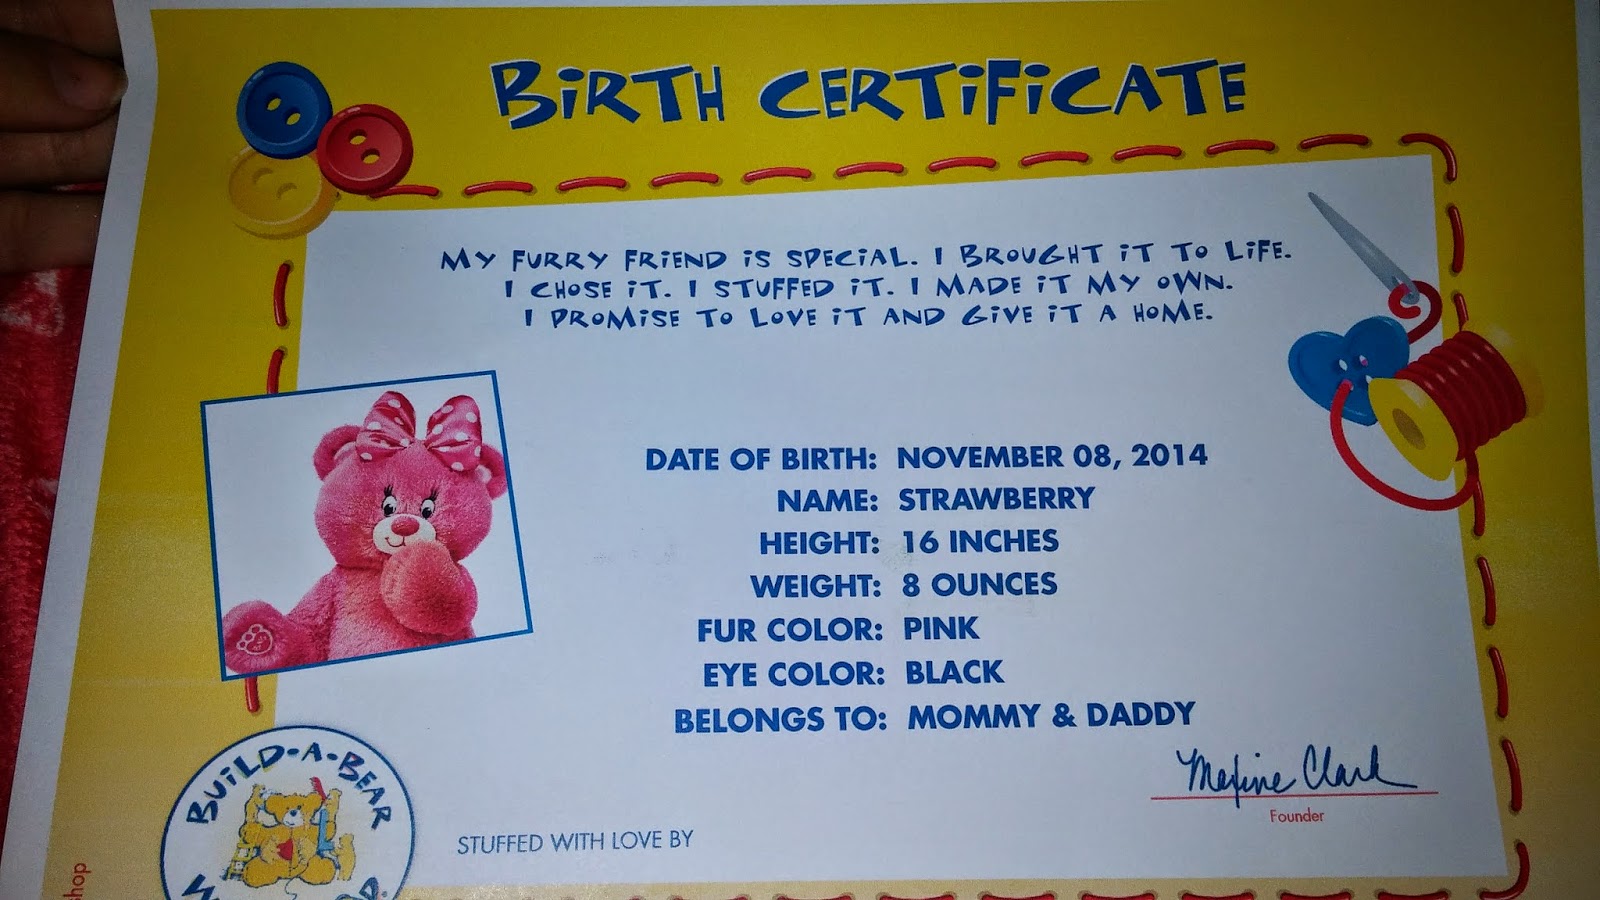 BIRTH CERTIFICATE
MY FURRY FRIEND IS SPECIAL. I BROUGHT IT TO LIFE.
I CHOSE IT. I STUFFED IT. I MADE IT MY OWN.
I PROMISE TO LOVE IT AND GIVE IT A HOME.
DATE OF BIRTH: NOVEMBER 08, 2014
NAME: STRAWBERRY
HEIGHT: 16 INCHES
WEIGHT: 8 OUNCES
FUR COLOR: PINK
EYE COLOR: BLACK
BELONGS TO: MOMMY & DADDY
Maxine Clark
Founder
BUILD-A-BEAR
STUFFED WITH LOVE BY